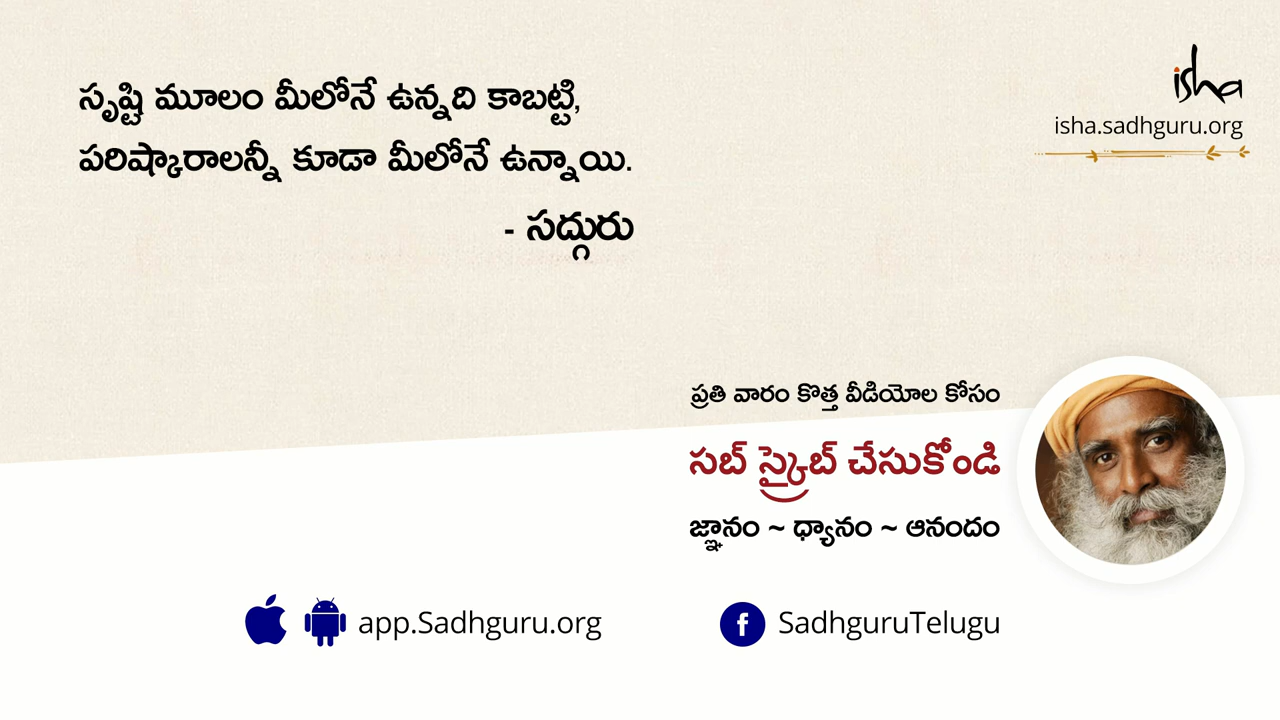 సృష్టి మూలం మీలోనే ఉన్నది కాబట్టి,
పరిష్కారాలన్నీ కూడా మీలోనే ఉన్నాయి.
- సద్గురు
isha
isha.sadhguru.org
ప్రతి వారం కొత్త వీడియోల కోసం
సబ్ స్క్రైబ్ చేసుకోండి
జ్ఞానం ~ ధ్యానం ~ ఆనందం
app.Sadhguru.org
f SadhguruTelugu